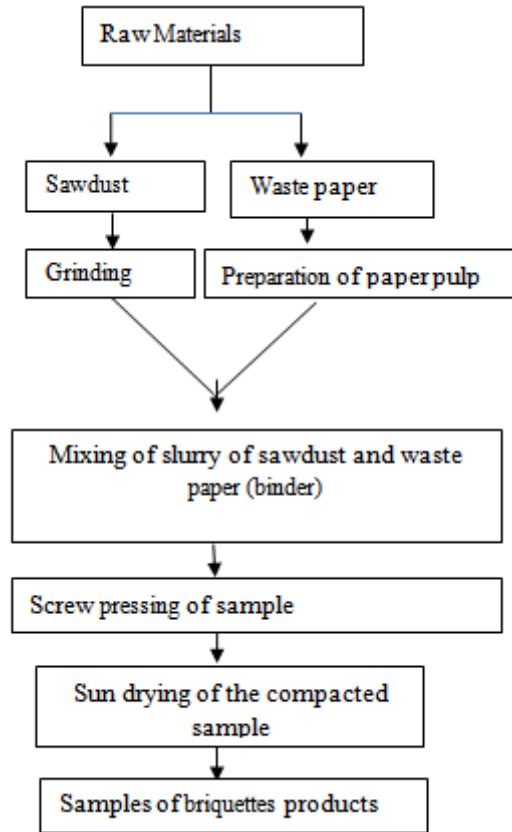 Raw Materials
Sawdust
Waste paper
Grinding
Preparation of paper pulp
Mixing of slurry of sawdust and waste
paper (binder)
Screw pressing of sample
Sun drying of the compacted
sample
Samples of briquettes products